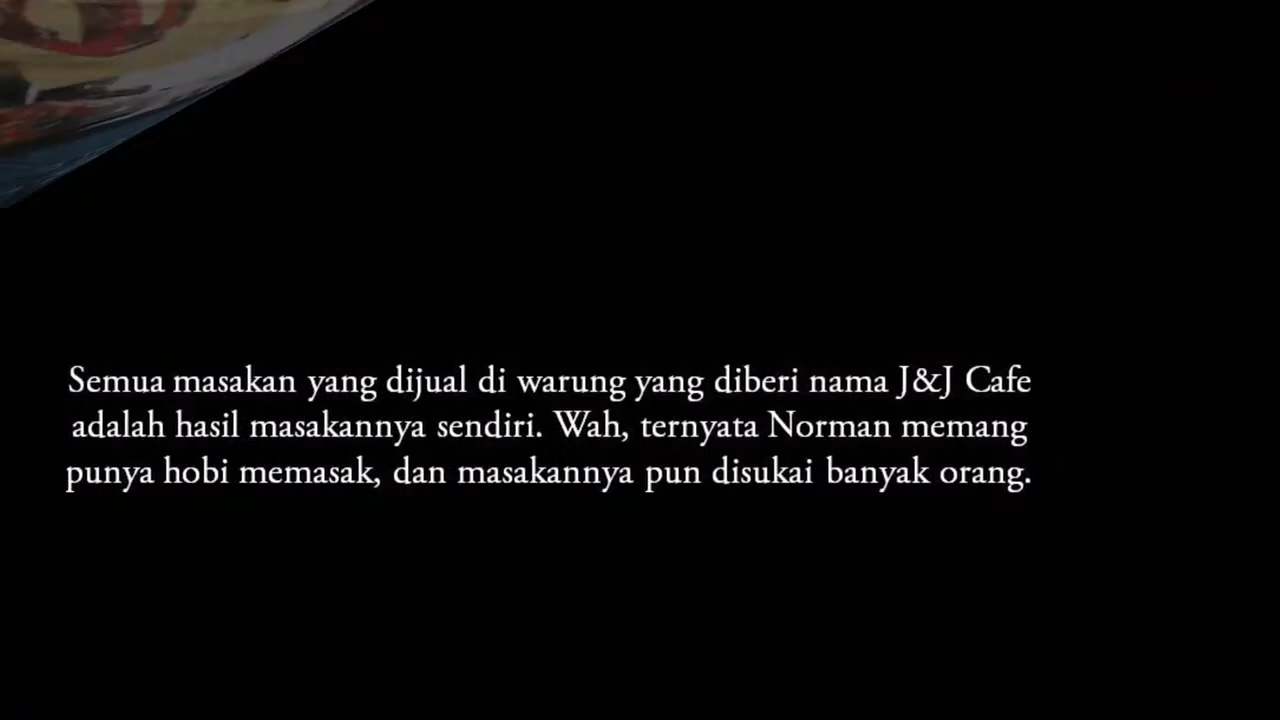 Semua masakan yang dijual di warung yang diberi nama J&J Cafe
adalah hasil masakannya sendiri. Wah, ternyata Norman memang
punya hobi memasak, dan masakannya pun disukai banyak orang.